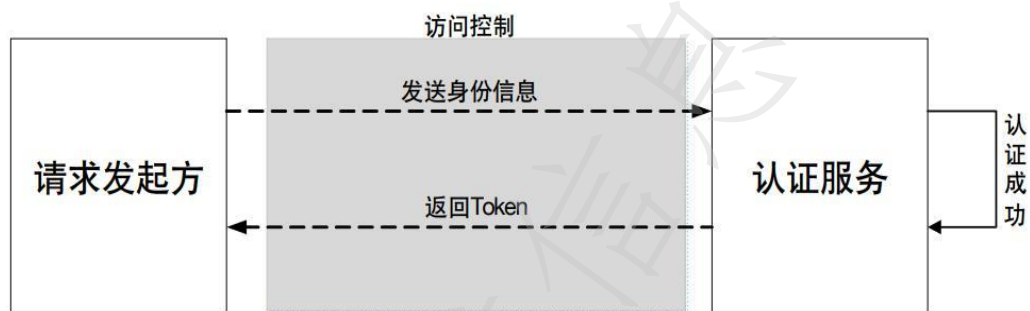 访问控制
发送身份信息
请求发起方
认证服务
认证成功
返回Token